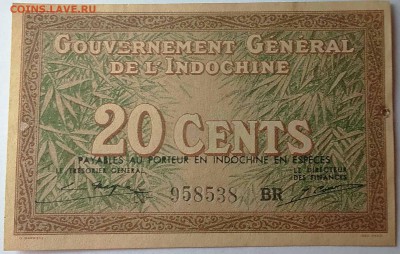 COINS.LAVE.RU
GOUVERNEMENT GÉNÉRAL
DE L'INDOCHINE
20 CENTS
PAYABLES AU PORTEUR EN INDOCHINE EN ESPÈCES
LE TRÉSORIER GÉNÉRAL
LE DIRECTEUR
DES FINANCES
958538
BR